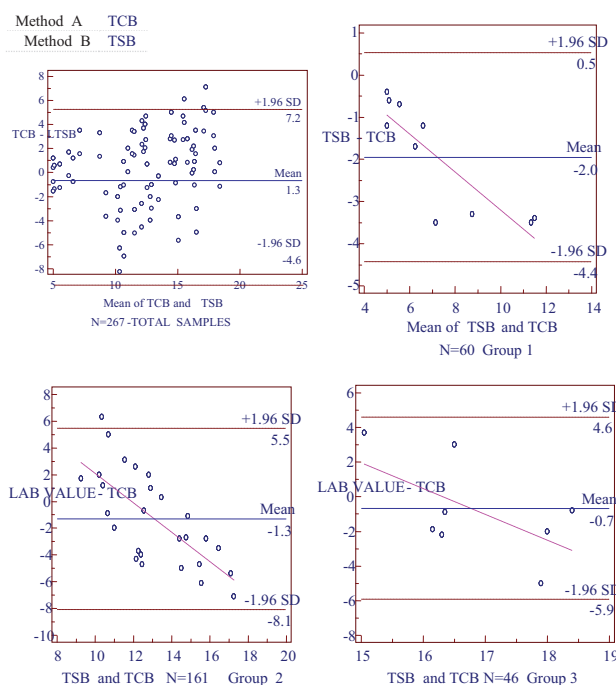 Method A TCB
Method B TSB
8
6
4
2
0
-2
-4
-6
-8
TCB - LTSB
+1.96 SD
7.2
Mean
1.3
-1.96 SD
-4.6
5 10 15 20 25
Mean of TCB and TSB
N=267-TOTAL SAMPLES
1
0
-1
-2
-3
-4
-5
TSB - TCB
+1.96 SD
0.5
Mean
-2.0
-1.96 SD
-4.4
4 6 8 10 12 14
Mean of TSB and TCB
N=60 Group 1
8
6
4
2
0
-2
-4
-6
-8
-10
LAB VALUE - TCB
+1.96 SD
5.5
Mean
-1.3
-1.96 SD
-8.1
8 10 12 14 16 18 20
TSB and TCB N=161 Group 2
8
6
4
2
0
-2
-4
-6
-8
LAB VALUE - TCB
+1.96 SD
4.6
Mean
-0.7
-1.96 SD
-5.9
15 16 17 18 19
TSB and TCB N=46 Group 3